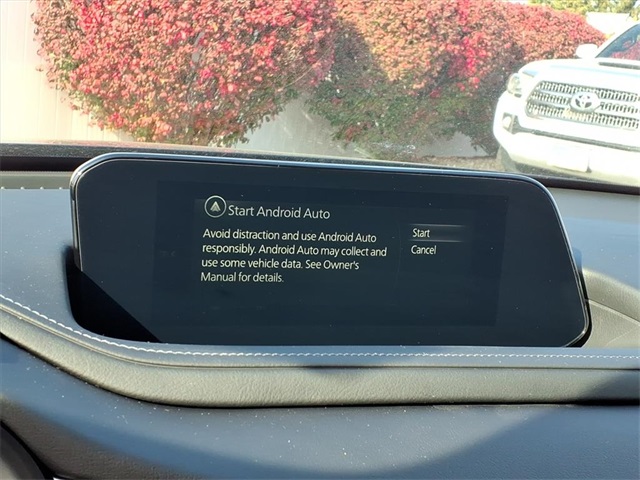 Start Android Auto
Avoid distraction and use Android Auto
responsibly. Android Auto may collect and
use some vehicle data. See Owner's
Manual for details.
Start
Cancel